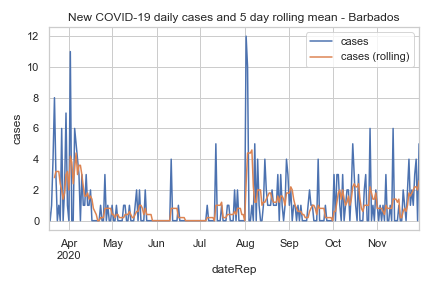 New COVID-19 daily cases and 5 day rolling mean - Barbados
cases
cases (rolling)
12
10
8
6
4
2
0
cases
Apr
2020
May
Jun
Jul
Aug
Sep
Oct
Nov
dateRep